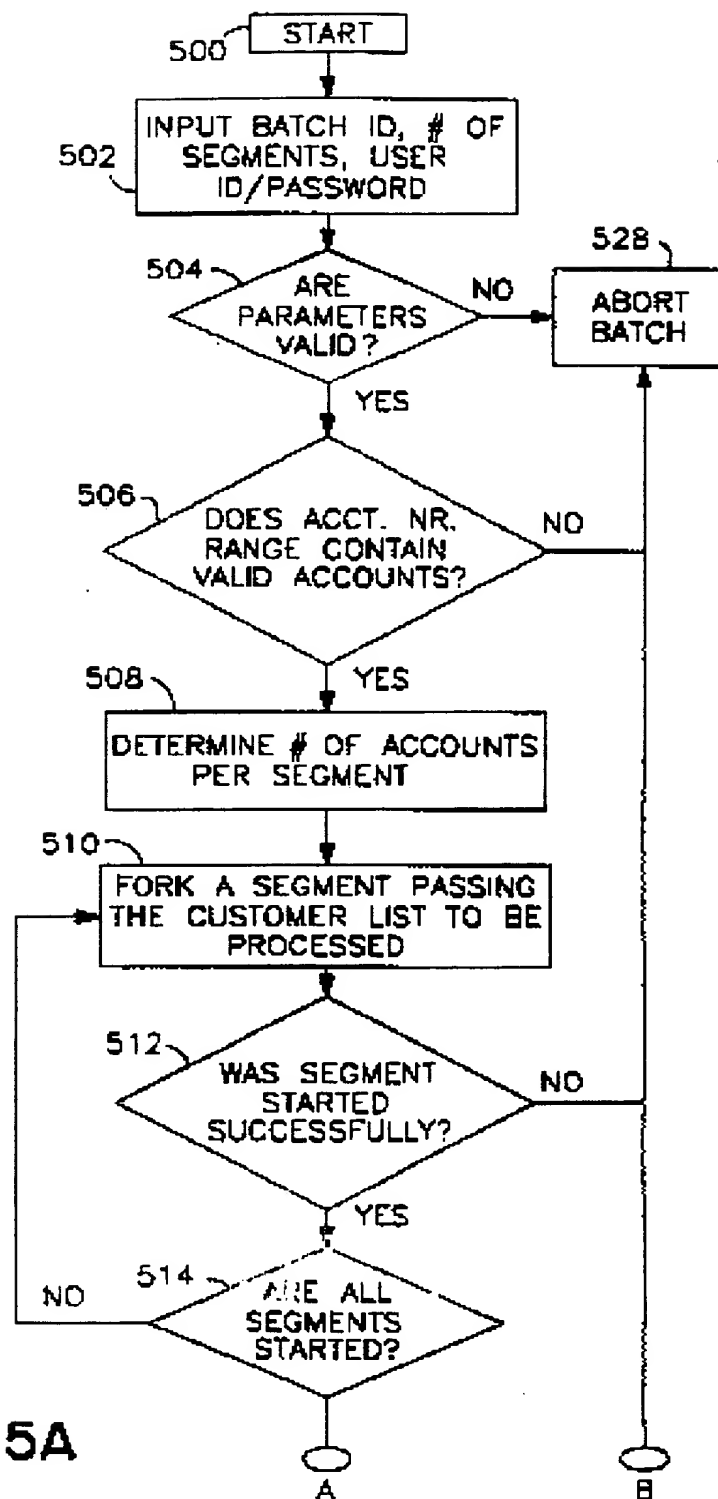 500
START
502
INPUT BATCH ID, # OF
SEGMENTS, USER
ID/PASSWORD
504
ARE
PARAMETERS
VALID?
NO
528
ABORT
BATCH
YES
506
DOES ACCT. NR.
RANGE CONTAIN
VALID ACCOUNTS?
NO
YES
508
DETERMINE # OF ACCOUNTS
PER SEGMENT
510
FORK A SEGMENT PASSING
THE CUSTOMER LIST TO BE
PROCESSED
512
WAS SEGMENT
STARTED
SUCCESSFULLY?
NO
YES
514
ARE ALL
SEGMENTS
STARTED?
NO
5A
A
B